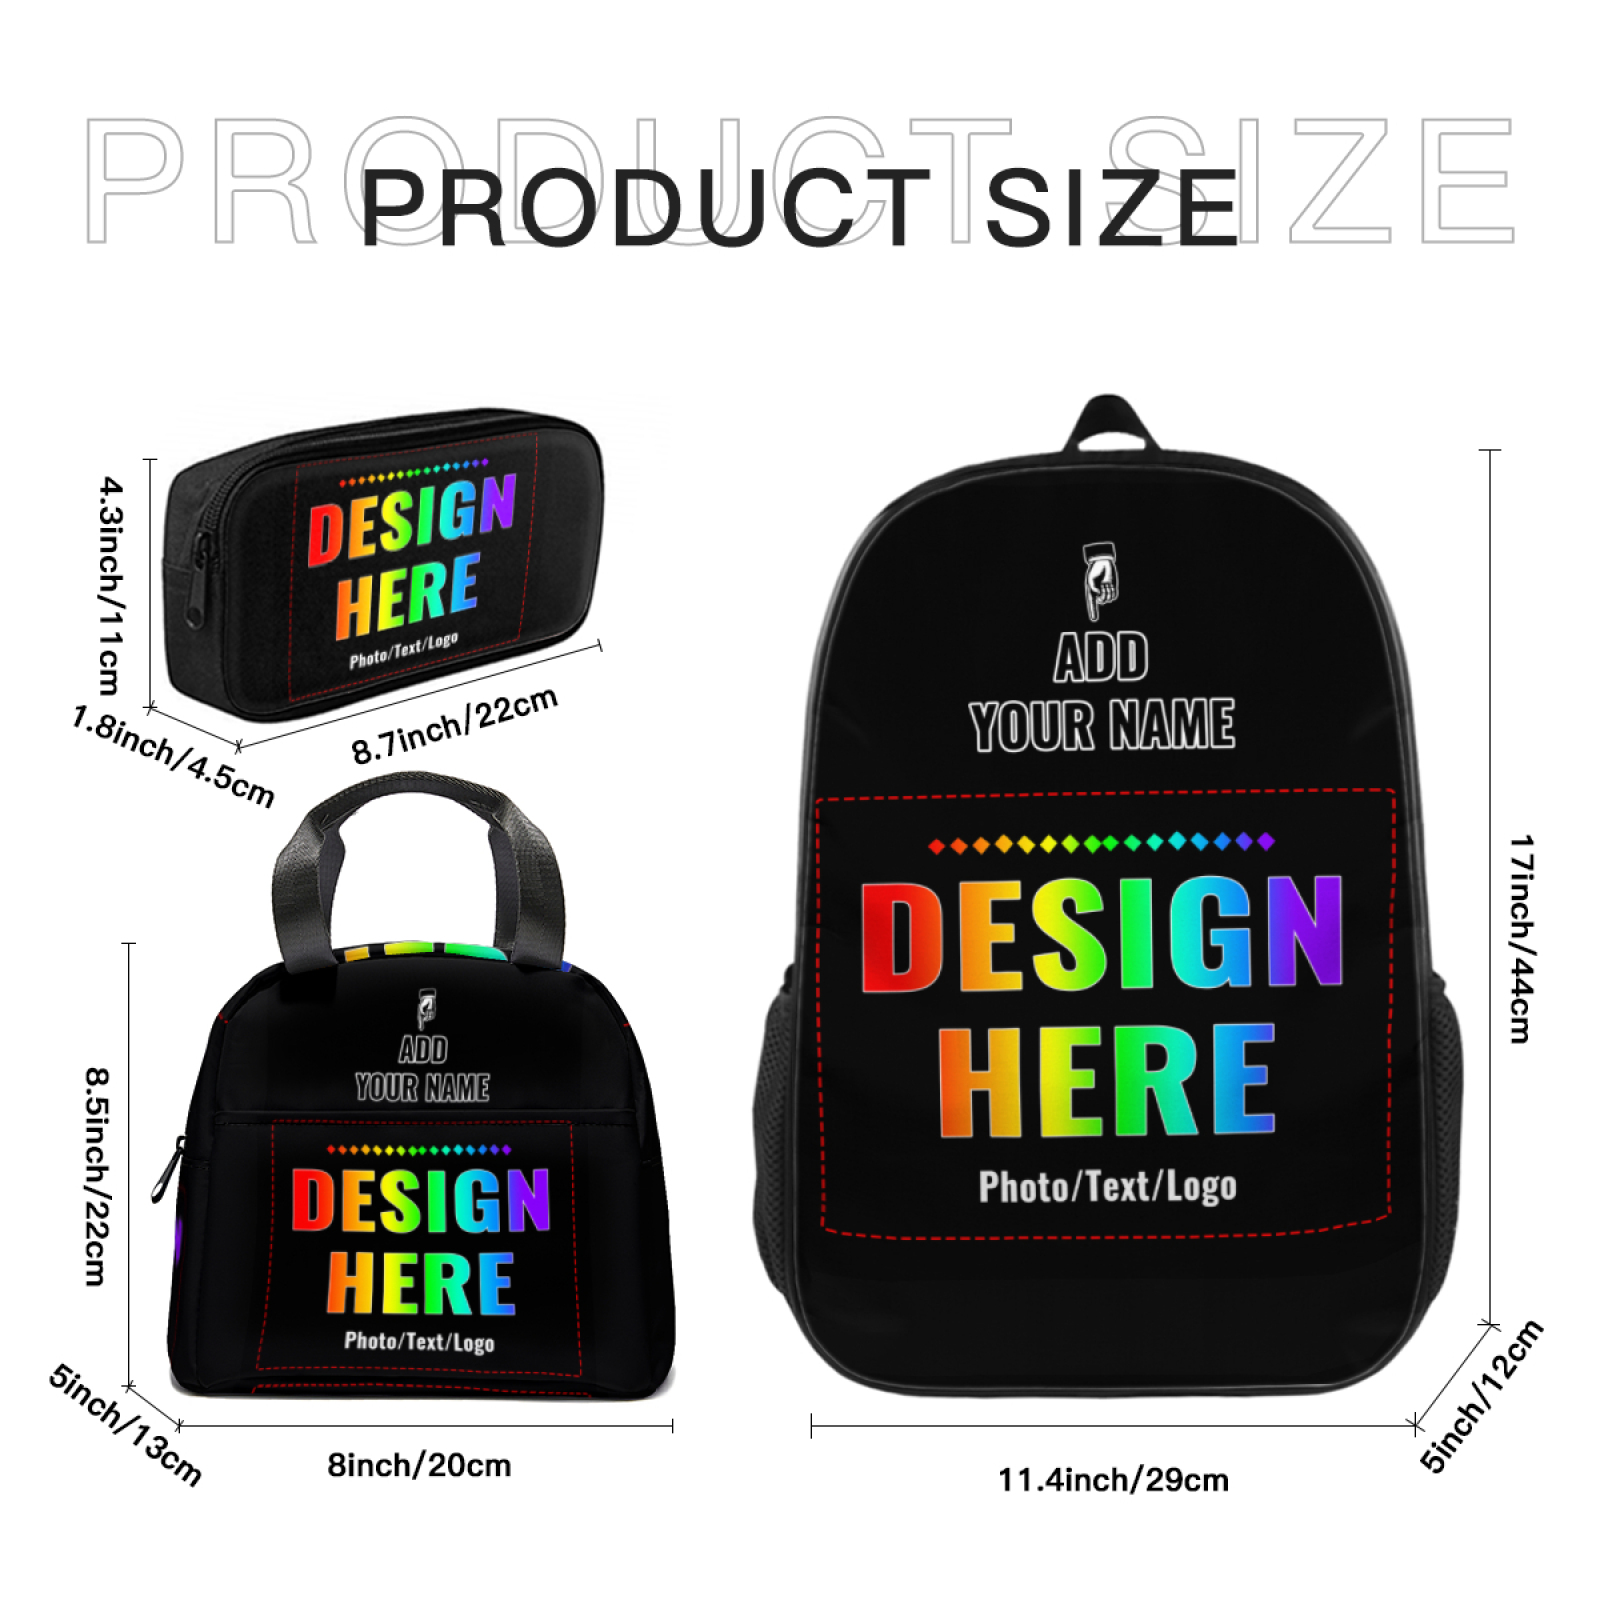 PRODUCT SIZE
PRODUCT SIZE
4.3inch/11cm
DESIGN
HERE
Photo/Text/Logo
1.8inch/4.5cm
8.7inch/22cm
ADD
YOUR NAME
DESIGN
HERE
Photo/Text/Logo
8.5inch/22cm
5inch/13cm
8inch/20cm
ADD
YOUR NAME
DESIGN
HERE
Photo/Text/Logo
17inch/44cm
5inch/12cm
11.4inch/29cm